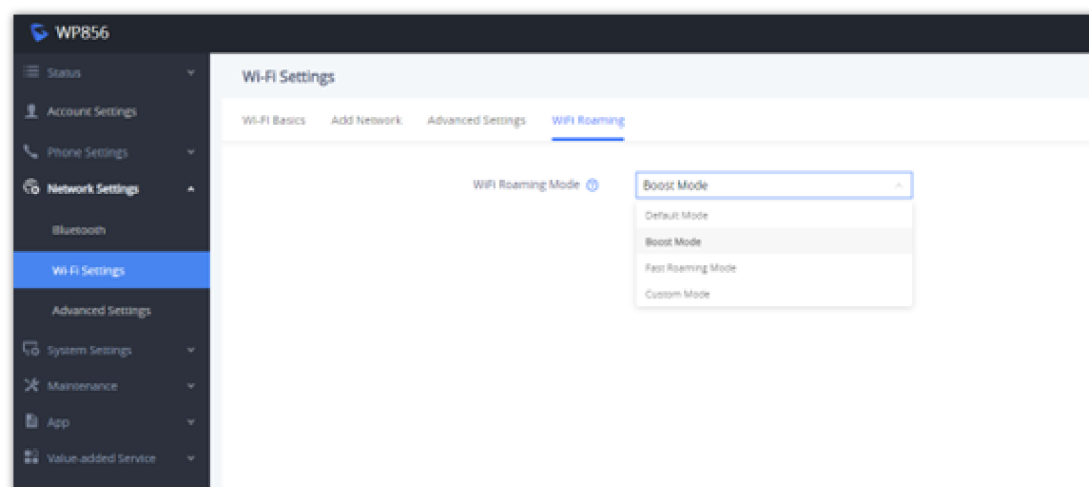 WP856
Status
Account Settings
Phone Settings
Network Settings
Bluetooth
Wi-Fi Settings
Advanced Settings
System Settings
Maintenance
App
Value-added Service
Wi-Fi Settings
Wi-Fi Basics
Add Network
Advanced Settings
WiFi Roaming
WiFi Roaming Mode
Boost Mode
Default Mode
Boost Mode
Fast Roaming Mode
Custom Mode